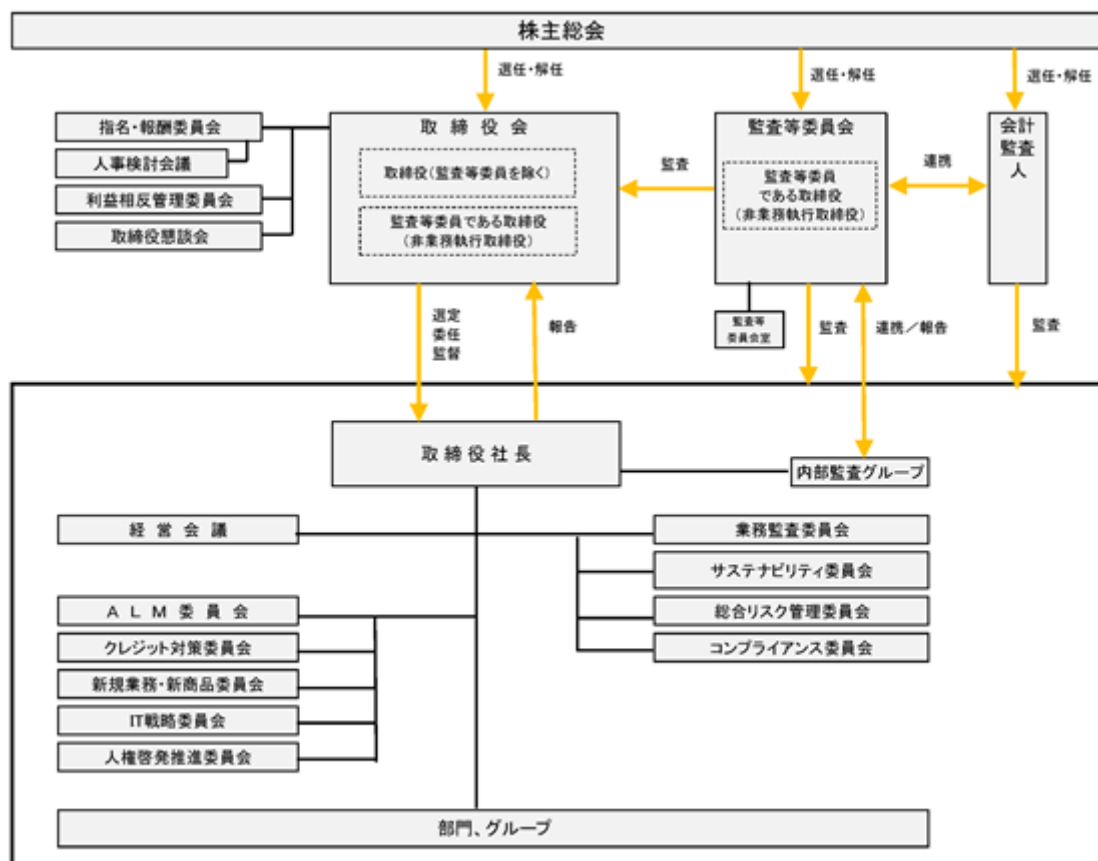 株主総会
選任・解任
選任・解任
選任・解任
指名・報酬委員会
人事検討会議
利益相反管理委員会
取締役懇談会
取締役会
取締役（監査等委員を除く）
監査等委員である取締役
（非業務執行取締役）
監査
監査等委員会
監査等委員
である取締役
（非業務執行取締役）
連携
会計
監査
人
選定
委任
監督
報告
監査等
委員会室
監査
連携／報告
監査
取締役社長
内部監査グループ
経営会議
業務監査委員会
サステナビリティ委員会
ALM委員会
総合リスク管理委員会
クレジット対策委員会
コンプライアンス委員会
新規業務・新商品委員会
IT戦略委員会
人権啓発推進委員会
部門、グループ